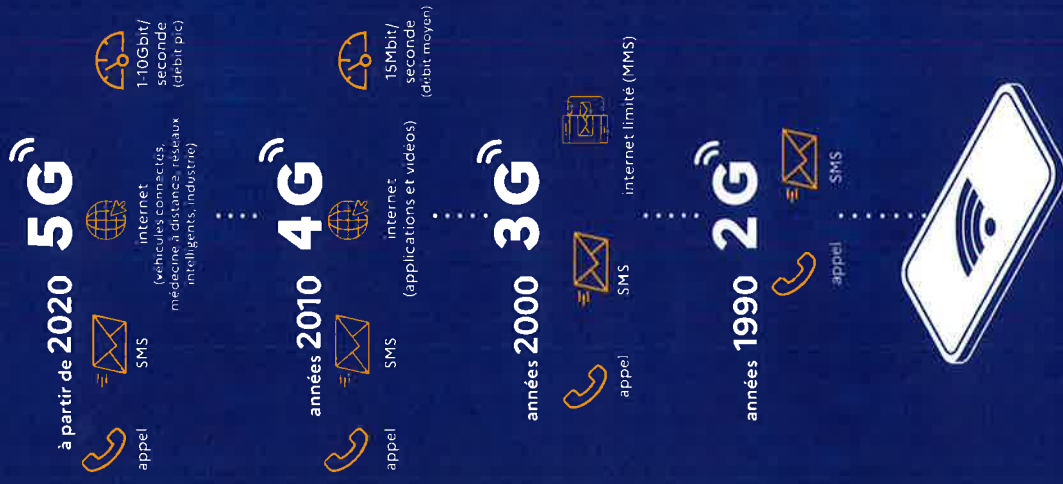 à partir de 2020 5G
appel
SMS
internet
(véhicules connectés,
médecine à distance, réseaux
intelligents, industrie)
1-10Gbit/
seconde
(débit pic)
années 2010 4G
appel
SMS
internet
(applications et vidéos)
15Mbit/
seconde
(débit moyen)
années 2000 3G
appel
SMS
internet limité (MMS)
années 1990 2G
appel
SMS